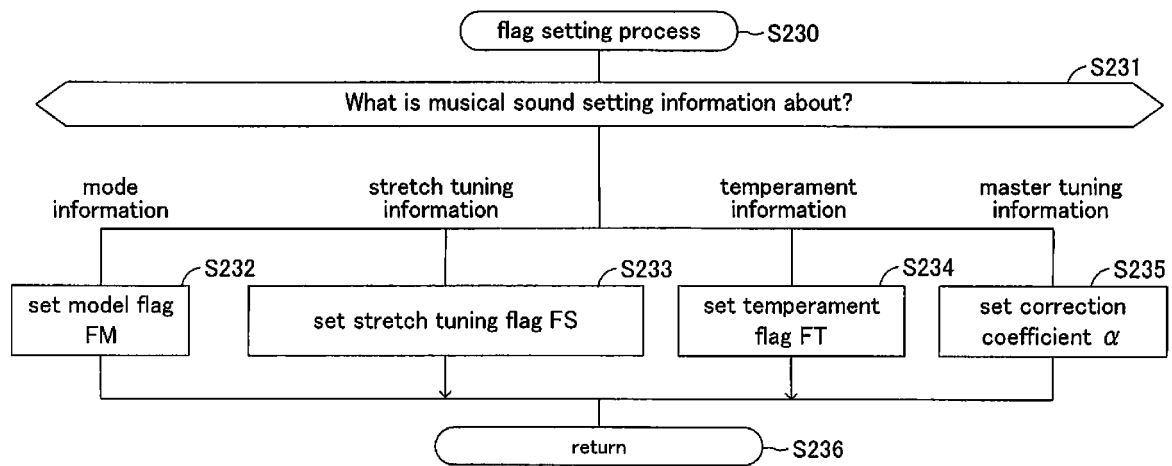 flag setting process
S230
S231
What is musical sound setting information about?
mode
information
stretch tuning
information
temperament
information
master tuning
information
S232
S233
S234
S235
set model flag
FM
set stretch tuning flag FS
set temperament
flag FT
set correction
coefficient α
return
S236